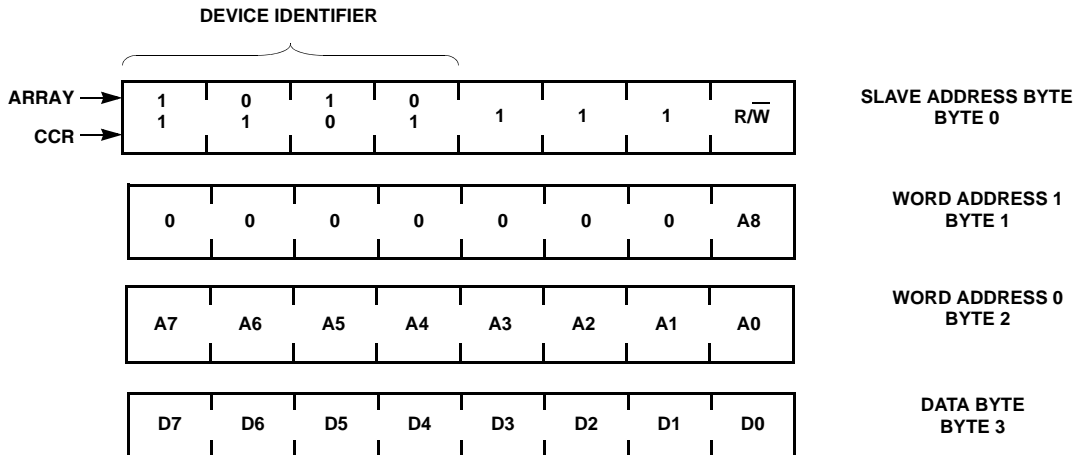 DEVICE IDENTIFIER
ARRAY
CCR
1 0 1 0
1 1 0 1
1 1 1 R/W̅
SLAVE ADDRESS BYTE
BYTE 0
0 0 0 0 0 0 0 A8
WORD ADDRESS 1
BYTE 1
A7 A6 A5 A4 A3 A2 A1 A0
WORD ADDRESS 0
BYTE 2
D7 D6 D5 D4 D3 D2 D1 D0
DATA BYTE
BYTE 3